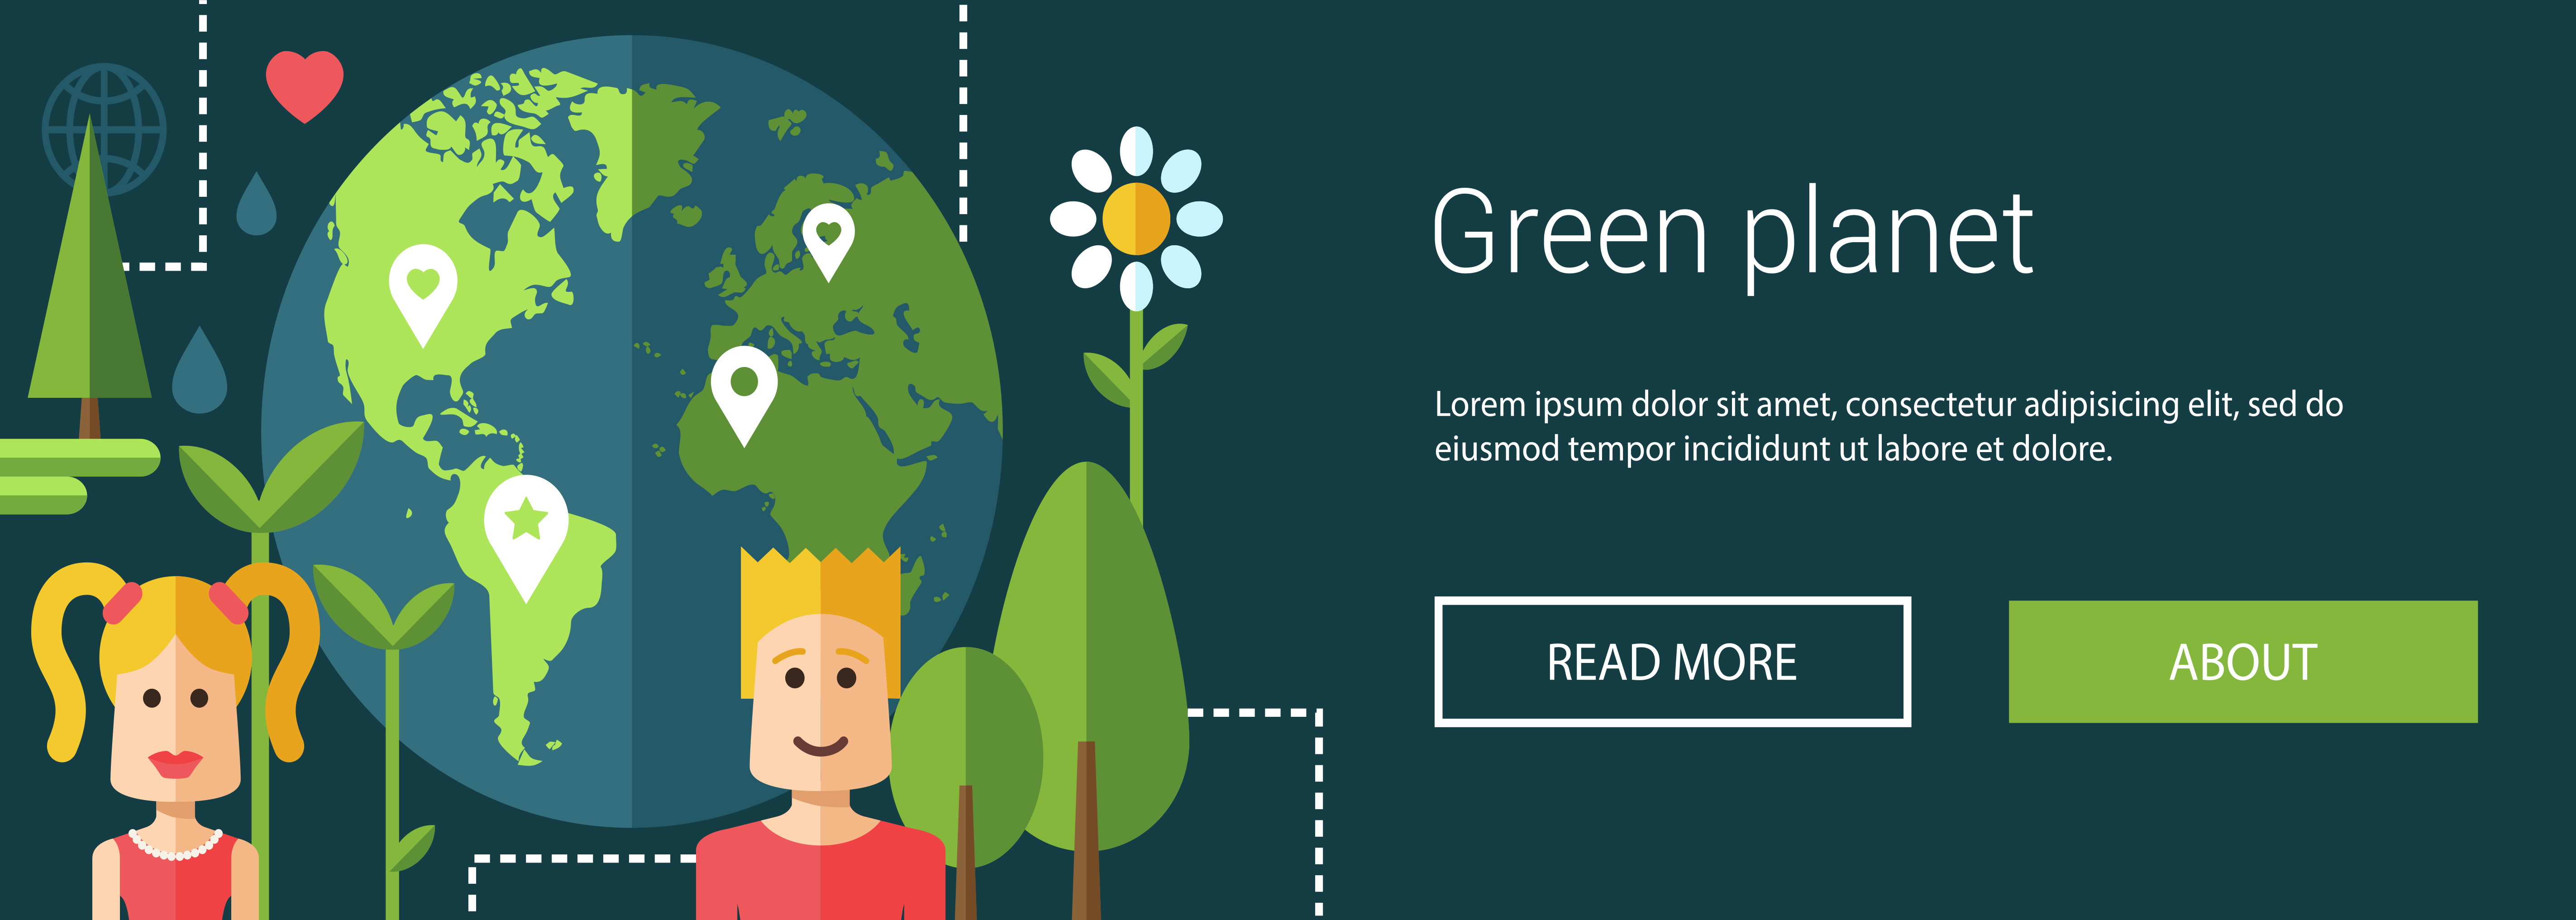 Green planet
Lorem ipsum dolor sit amet, consectetur adipisicing elit, sed do
eiusmod tempor incididunt ut labore et dolore.
READ MORE
ABOUT